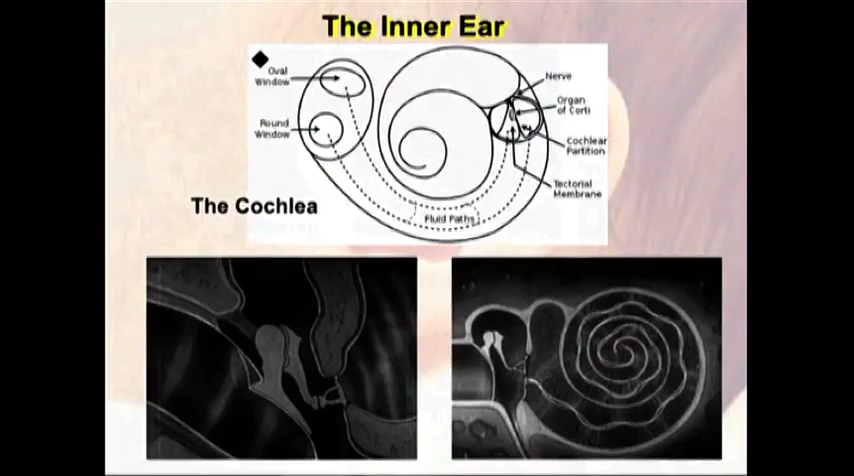 The Inner Ear
Oval
Window
Round
Window
Nerve
Organ
of Corti
Cochlear
Partition
Tectorial
Membrane
Fluid Paths
The Cochlea